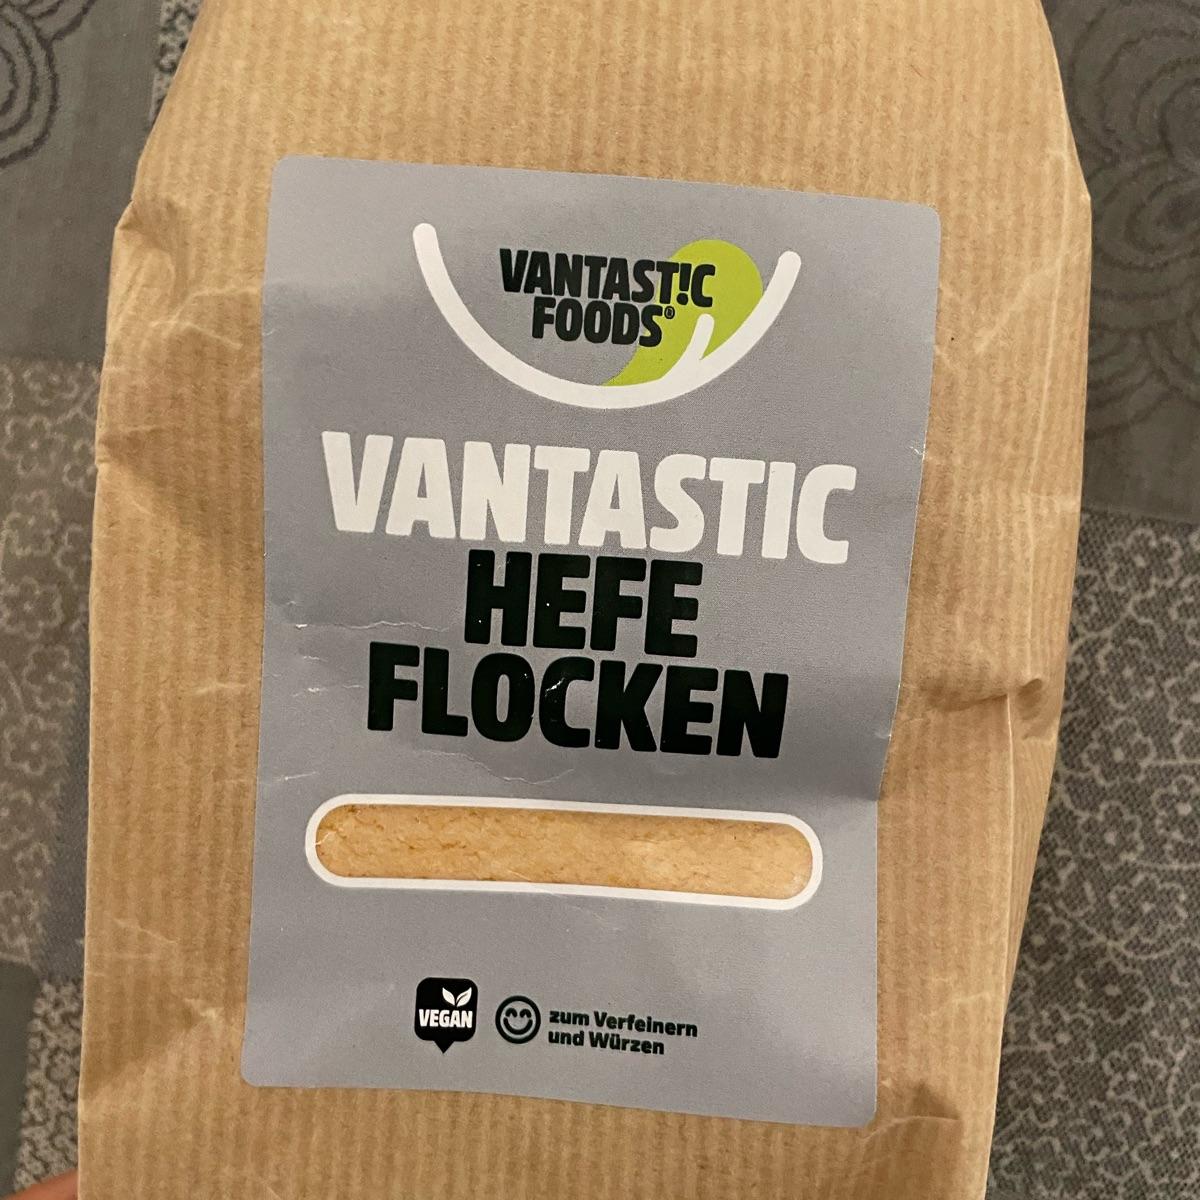 VANTAST!C
FOODS®
VANTASTIC
HEFE
FLOCKEN
VEGAN
zum Verfeinern
und Würzen